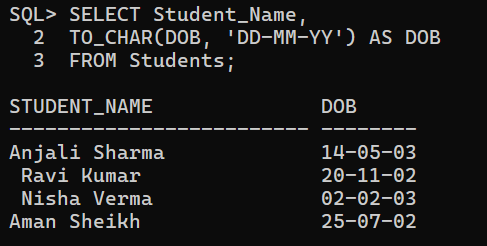 SQL> SELECT Student_Name,
  2  TO_CHAR(DOB, 'DD-MM-YY') AS DOB
  3  FROM Students;

STUDENT_NAME              DOB
------------------------- --------
Anjali Sharma             14-05-03
 Ravi Kumar               20-11-02
 Nisha Verma              02-02-03
Aman Sheikh               25-07-02